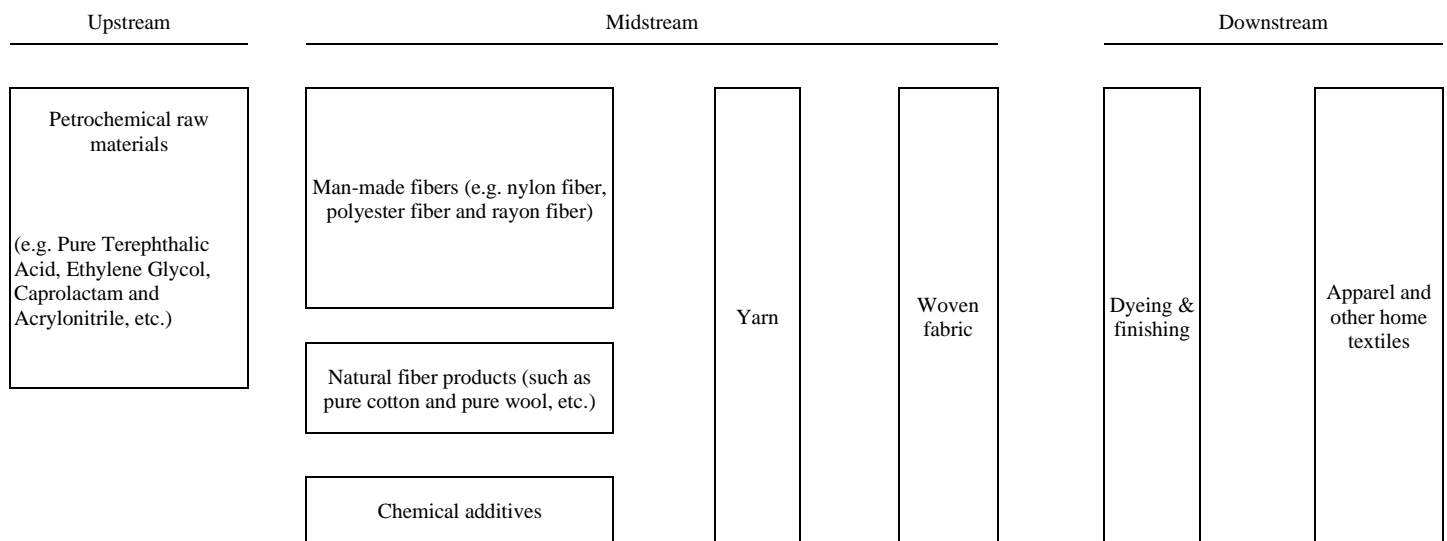 Upstream
Midstream
Downstream
Petrochemical raw
materials
(e.g. Pure Terephthalic
Acid, Ethylene Glycol,
Caprolactam and
Acrylonitrile, etc.)
Man-made fibers (e.g. nylon fiber,
polyester fiber and rayon fiber)
Natural fiber products (such as
pure cotton and pure wool, etc.)
Chemical additives
Yarn
Woven
fabric
Dyeing &
finishing
Apparel and
other home
textiles